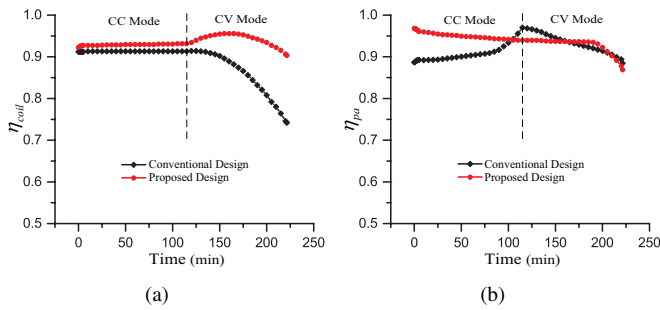 CC Mode CV Mode
1.0
0.9
0.8
0.7
0.6
0.5
η_coil
Conventional Design
Proposed Design
0 50 100 150 200 250
Time (min)
(a)
CC Mode CV Mode
1.0
0.9
0.8
0.7
0.6
0.5
η_pa
Conventional Design
Proposed Design
0 50 100 150 200 250
Time (min)
(b)